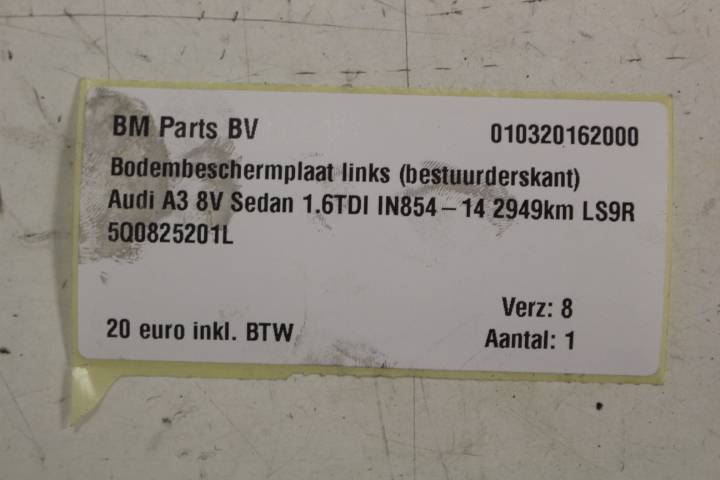 BM Parts BV 010320162000
Bodembeschermplaat links (bestuurderskant)
Audi A3 8V Sedan 1.6TDI IN854-14 2949km LS9R
5Q0825201L
Verz: 8
20 euro inkl. BTW Aantal: 1